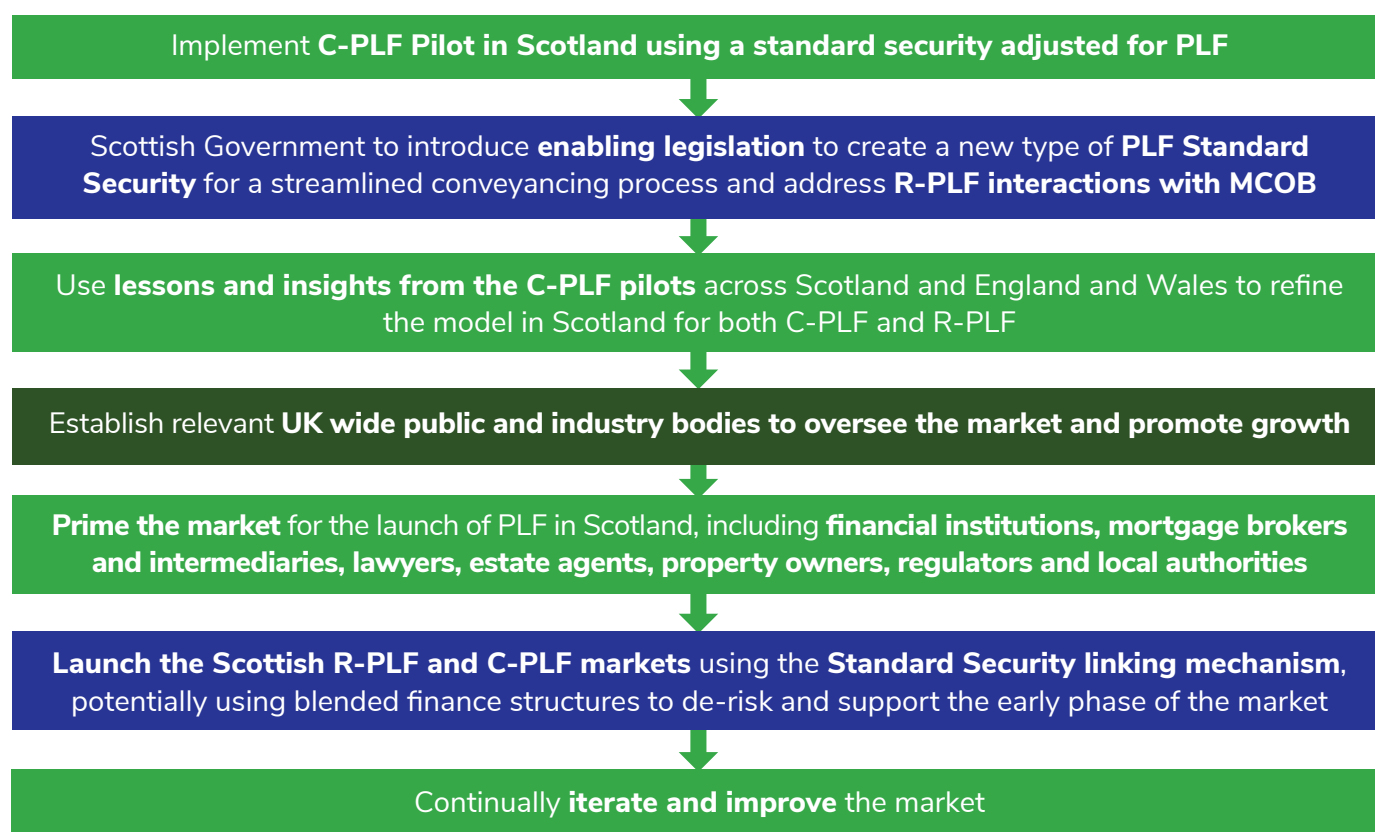 Implement C-PLF Pilot in Scotland using a standard security adjusted for PLF
Scottish Government to introduce enabling legislation to create a new type of PLF Standard
Security for a streamlined conveyancing process and address R-PLF interactions with MCOB
Use lessons and insights from the C-PLF pilots across Scotland and England and Wales to refine
the model in Scotland for both C-PLF and R-PLF
Establish relevant UK wide public and industry bodies to oversee the market and promote growth
Prime the market for the launch of PLF in Scotland, including financial institutions, mortgage brokers
and intermediaries, lawyers, estate agents, property owners, regulators and local authorities
Launch the Scottish R-PLF and C-PLF markets using the Standard Security linking mechanism,
potentially using blended finance structures to de-risk and support the early phase of the market
Continually iterate and improve the market